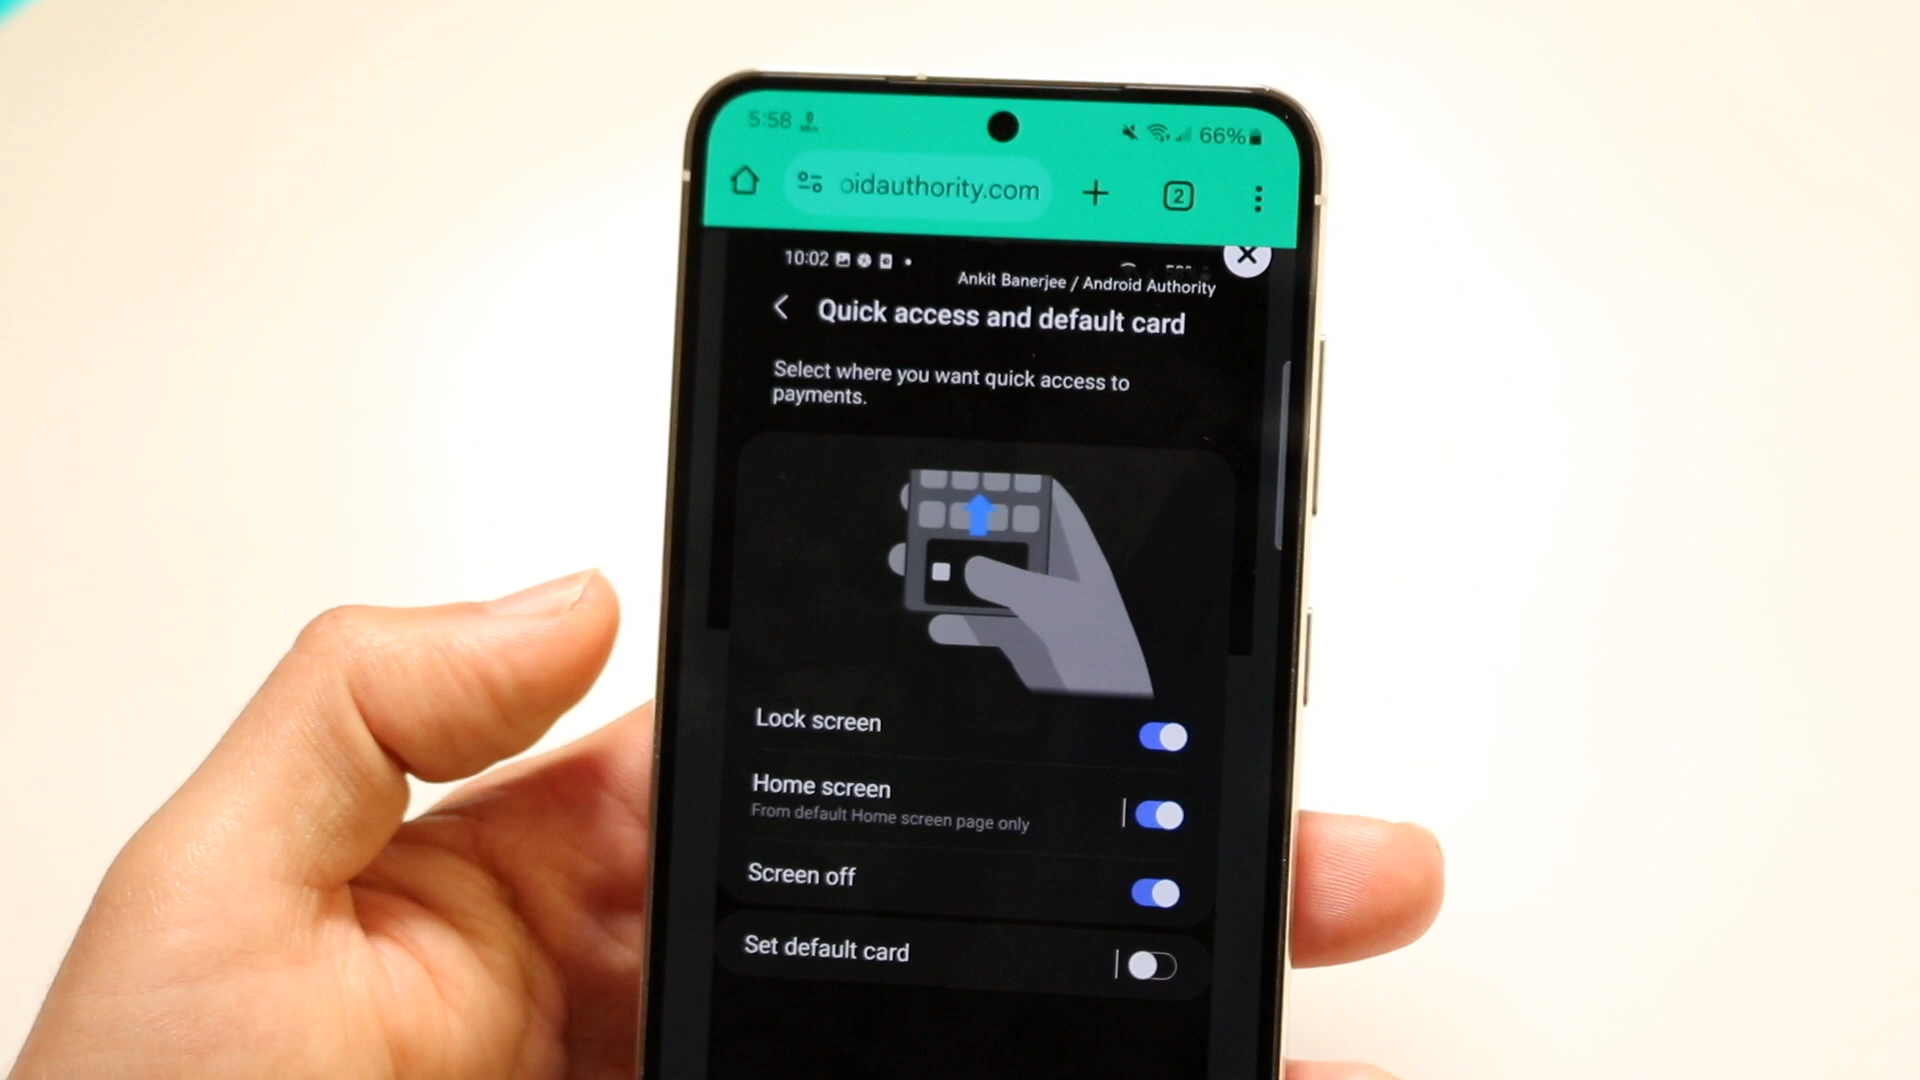 5:58
66%
oidauthority.com
2
10:02
Ankit Banerjee / Android Authority
Quick access and default card
Select where you want quick access to
payments.
Lock screen
Home screen
From default Home screen page only
Screen off
Set default card